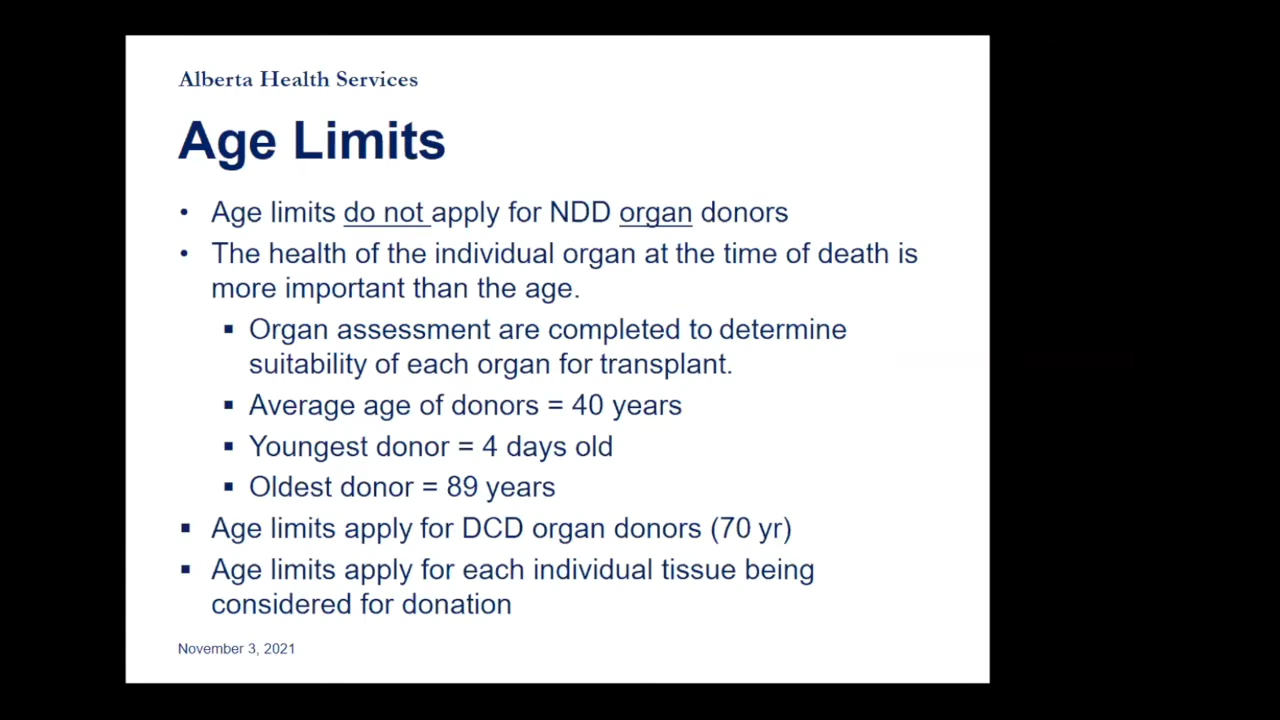 Alberta Health Services
Age Limits
• Age limits do not apply for NDD organ donors
• The health of the individual organ at the time of death is
more important than the age.
▪ Organ assessment are completed to determine
suitability of each organ for transplant.
▪ Average age of donors = 40 years
▪ Youngest donor = 4 days old
▪ Oldest donor = 89 years
▪ Age limits apply for DCD organ donors (70 yr)
▪ Age limits apply for each individual tissue being
considered for donation
November 3, 2021